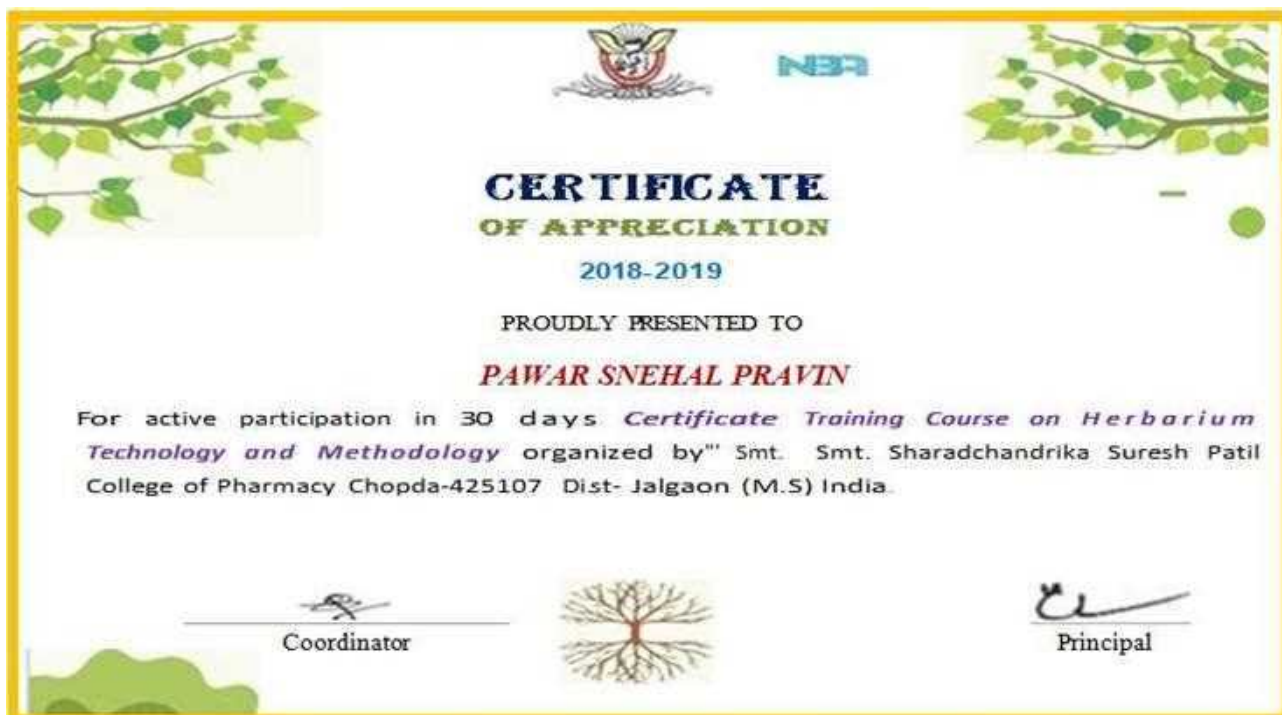 NBA
CERTIFICATE
OF APPRECIATION
2018-2019
PROUDLY PRESENTED TO
PAWAR SNEHAL PRAVIN
For active participation in 30 days Certificate Training Course on Herbarium
Technology and Methodology organized by"' Smt. Smt. Sharadchandrika Suresh Patil
College of Pharmacy Chopda-425107 Dist- Jalgaon (M.S) India.
Coordinator
Principal